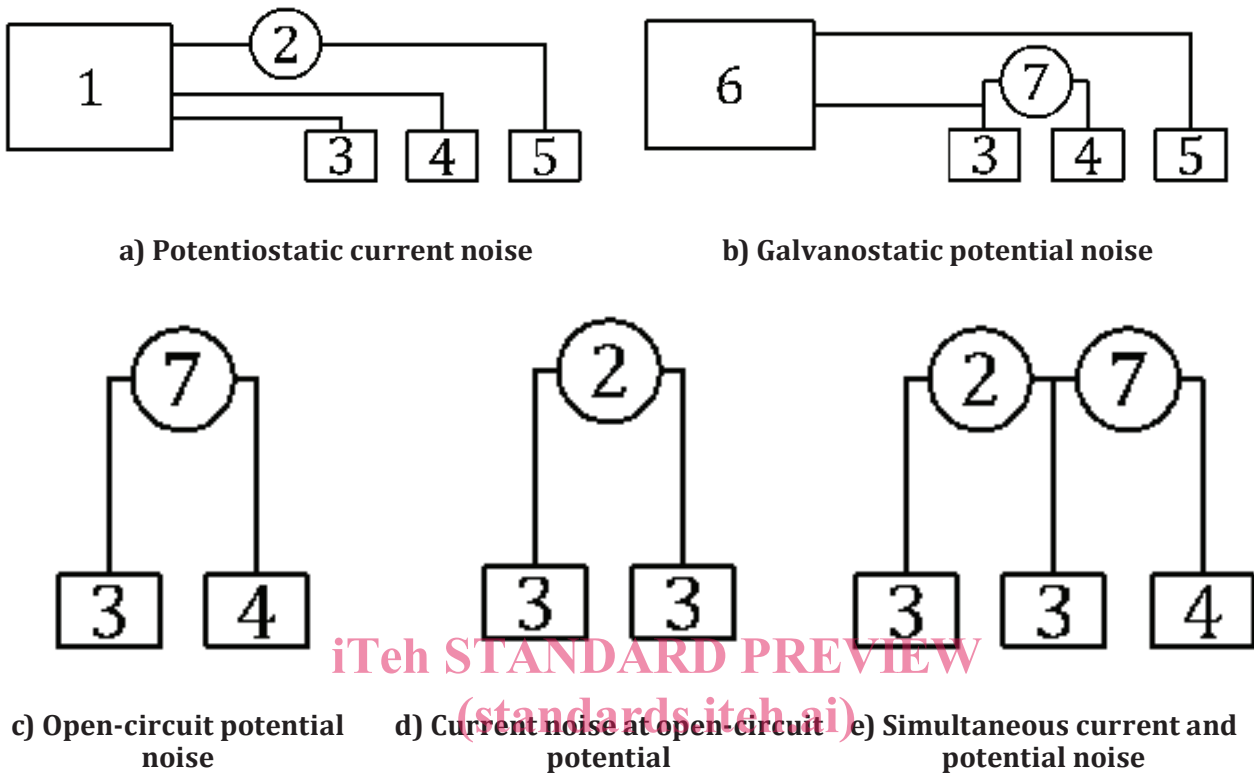 1
2
3
4
5
6
7
3
4
5
a) Potentiostatic current noise
b) Galvanostatic potential noise
7
3
4
2
3
3
2
7
3
3
4
iTeh STANDARD PREVIEW
(standards.iteh.ai)
c) Open-circuit potential
noise
d) Current noise at open-circuit
potential
e) Simultaneous current and
potential noise